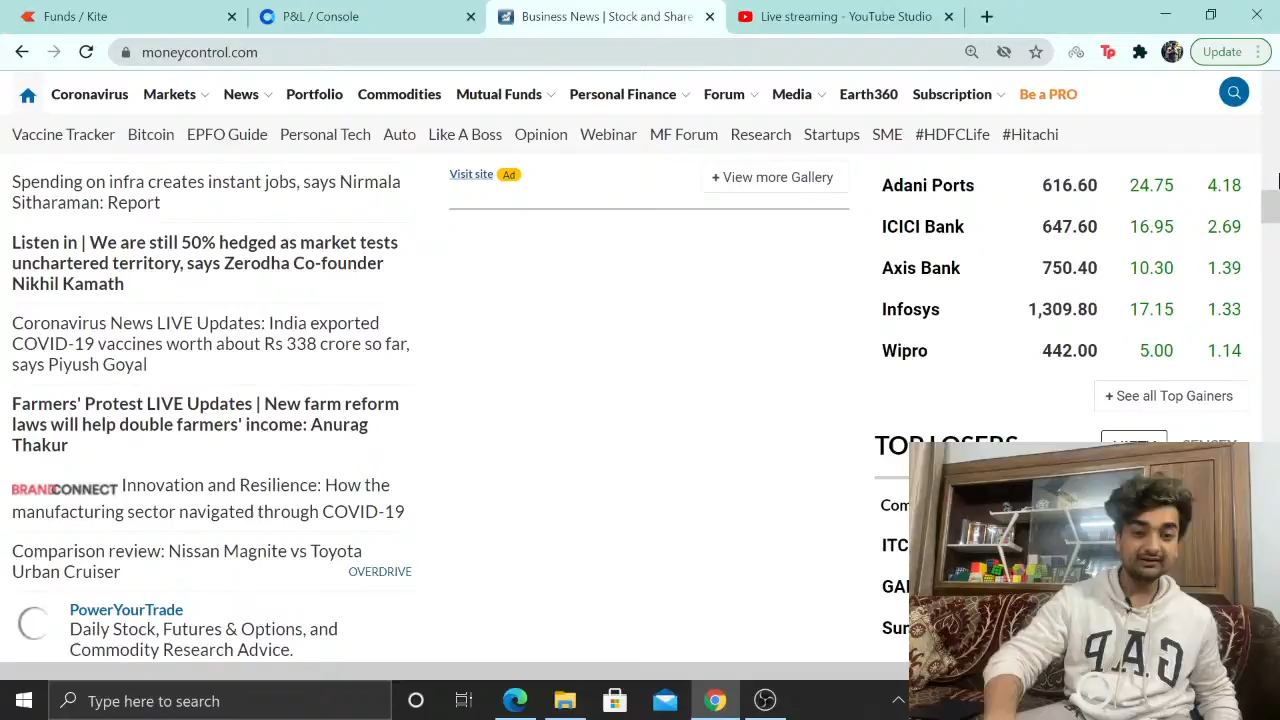 Funds / Kite
P&L / Console
Business News | Stock and Share
Live streaming - YouTube Studio
moneycontrol.com
Tp
Update
Coronavirus Markets News Portfolio Commodities Mutual Funds Personal Finance Forum Media Earth360 Subscription Be a PRO
Vaccine Tracker Bitcoin EPFO Guide Personal Tech Auto Like A Boss Opinion Webinar MF Forum Research Startups SME #HDFCLife #Hitachi
Spending on infra creates instant jobs, says Nirmala
Sitharaman: Report
Listen in | We are still 50% hedged as market tests
unchartered territory, says Zerodha Co-founder
Nikhil Kamath
Coronavirus News LIVE Updates: India exported
COVID-19 vaccines worth about Rs 338 crore so far,
says Piyush Goyal
Farmers' Protest LIVE Updates | New farm reform
laws will help double farmers' income: Anurag
Thakur
BRANDCONNECT Innovation and Resilience: How the
manufacturing sector navigated through COVID-19
Comparison review: Nissan Magnite vs Toyota
Urban Cruiser
OVERDRIVE
PowerYourTrade
Daily Stock, Futures & Options, and
Commodity Research Advice.
Visit site Ad
+ View more Gallery
Adani Ports 616.60 24.75 4.18
ICICI Bank 647.60 16.95 2.69
Axis Bank 750.40 10.30 1.39
Infosys 1,309.80 17.15 1.33
Wipro 442.00 5.00 1.14
+ See all Top Gainers
TOP LOSERS
Com
ITC
GAI
Sun
GAP
Type here to search